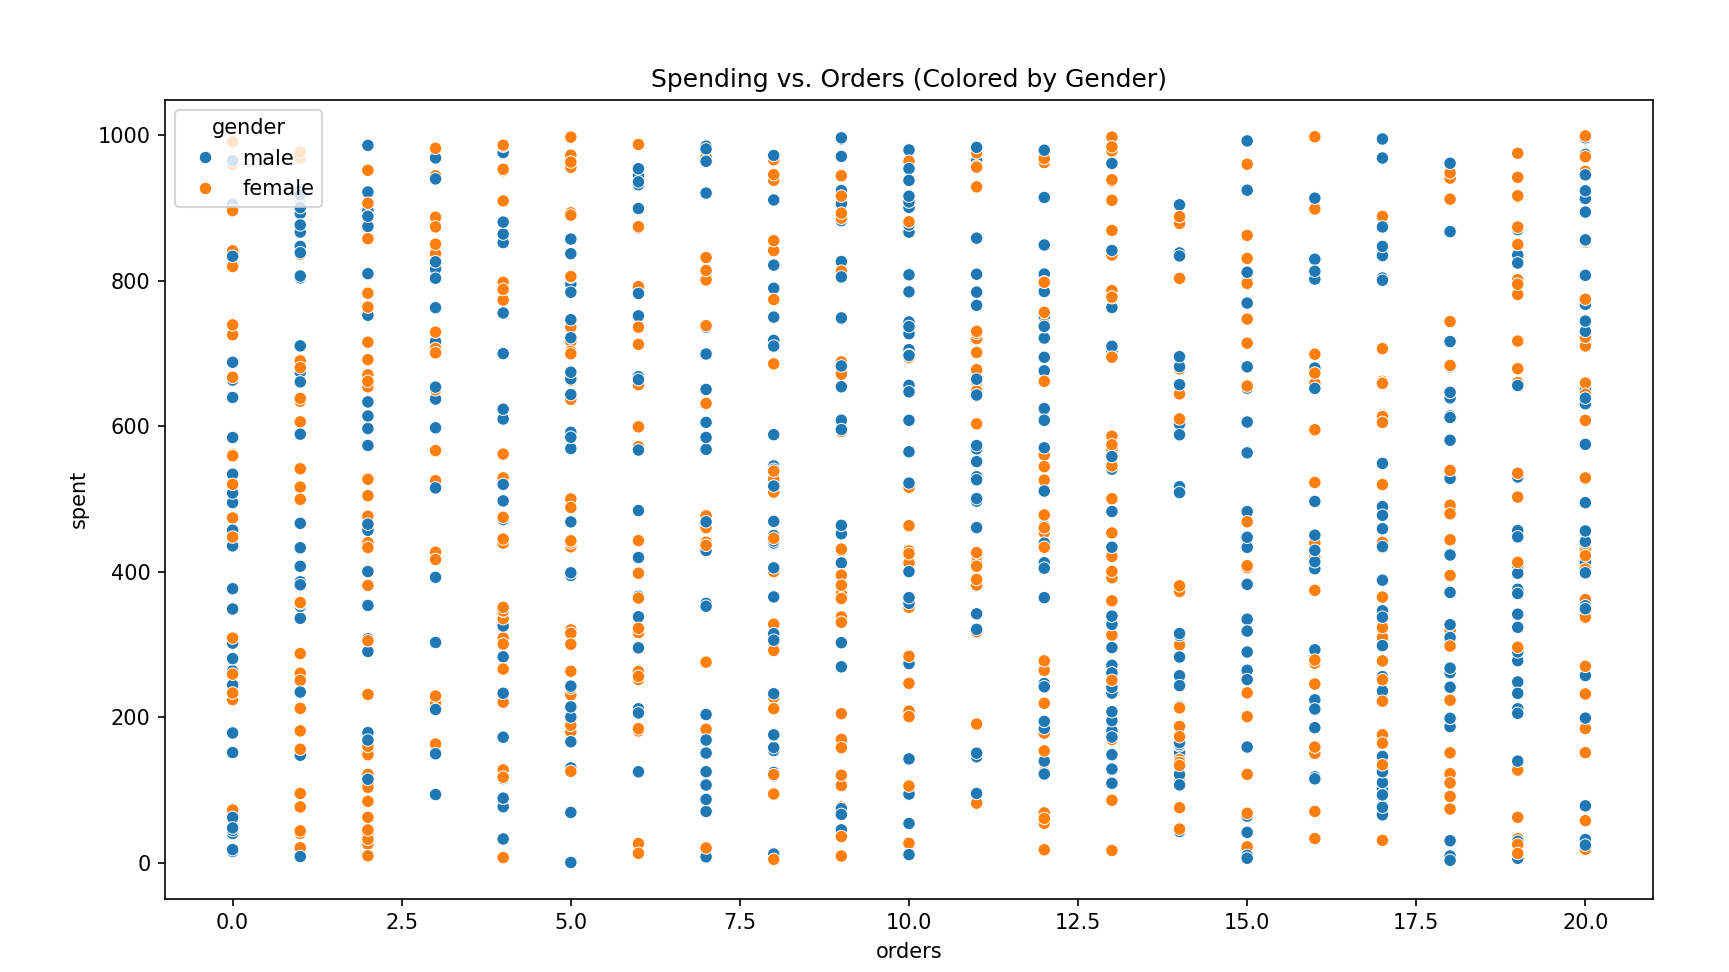 Spending vs. Orders (Colored by Gender)
gender
male
female
1000
800
600
400
200
0
spent
0.0 2.5 5.0 7.5 10.0 12.5 15.0 17.5 20.0
orders